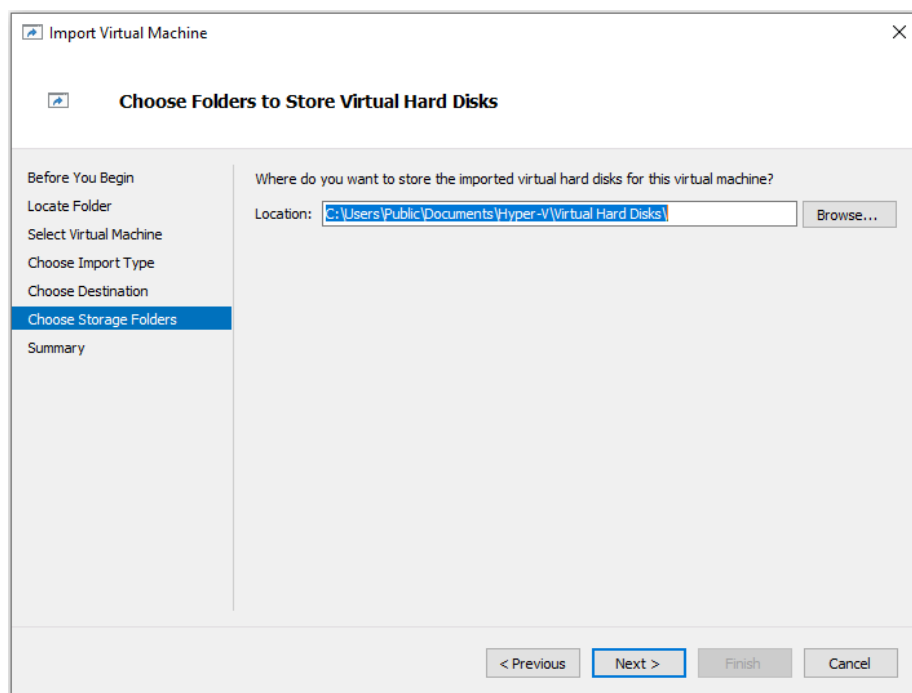 Import Virtual Machine
Choose Folders to Store Virtual Hard Disks
Before You Begin
Locate Folder
Select Virtual Machine
Choose Import Type
Choose Destination
Choose Storage Folders
Summary
Where do you want to store the imported virtual hard disks for this virtual machine?
Location: C:\Users\Public\Documents\Hyper-V\Virtual Hard Disks\ Browse...
< Previous Next > Finish Cancel